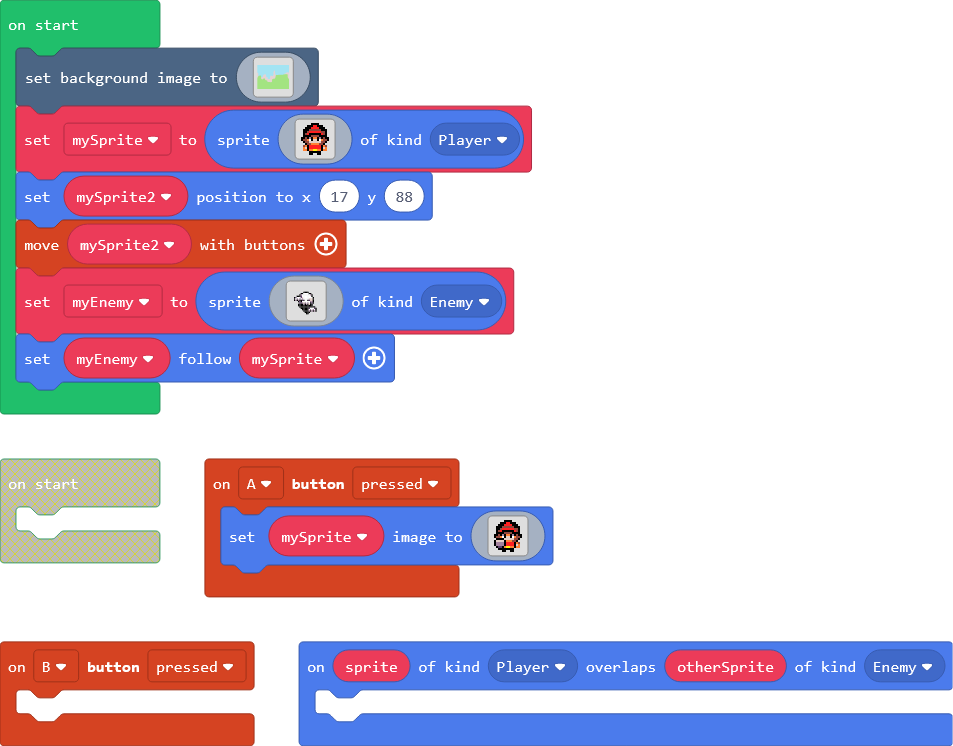 on start
set background image to
set mySprite to sprite of kind Player
set mySprite2 position to x 17 y 88
move mySprite2 with buttons
set myEnemy to sprite of kind Enemy
set myEnemy follow mySprite
on start
on A button pressed
set mySprite image to
on B button pressed
on sprite of kind Player overlaps otherSprite of kind Enemy